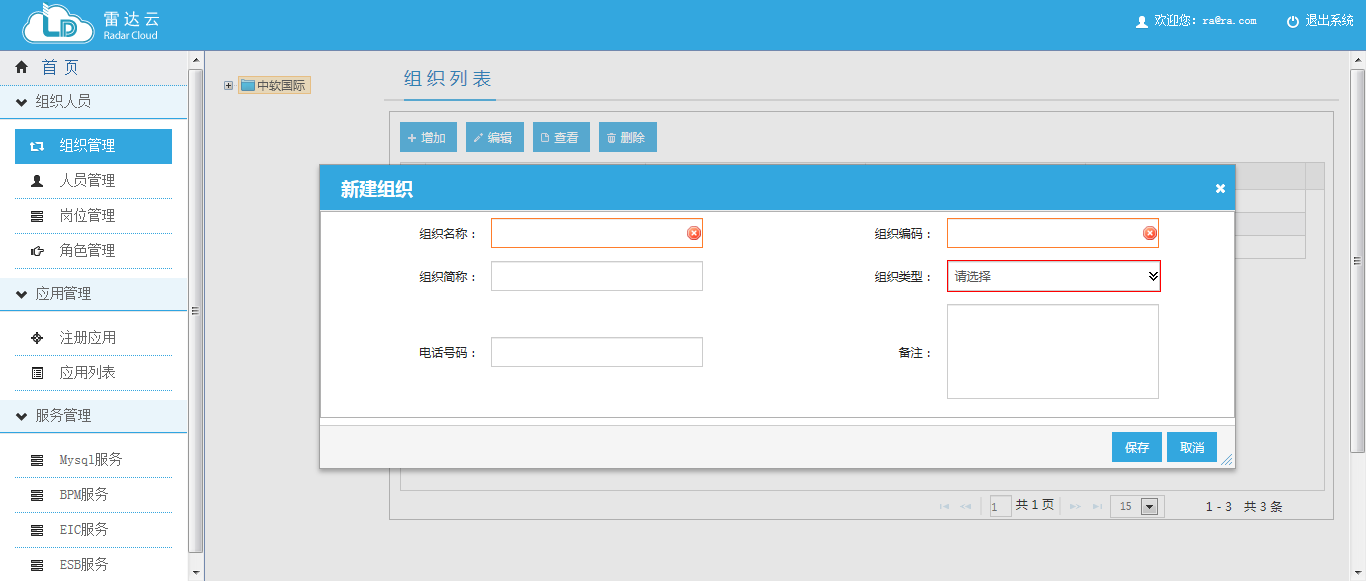 LD 雷达云
Radar Cloud
欢迎您: ra@ra.com
退出系统
首 页
组织人员
组织管理
人员管理
岗位管理
角色管理
应用管理
注册应用
应用列表
服务管理
Mysql服务
BPM服务
EIC服务
ESB服务
中软国际
组织列表
增加 编辑 查看 删除
新建组织
组织名称： 组织编码：
组织简称： 组织类型： 请选择
电话号码： 备注：
保存 取消
1 共 1 页 15 1 - 3 共 3 条